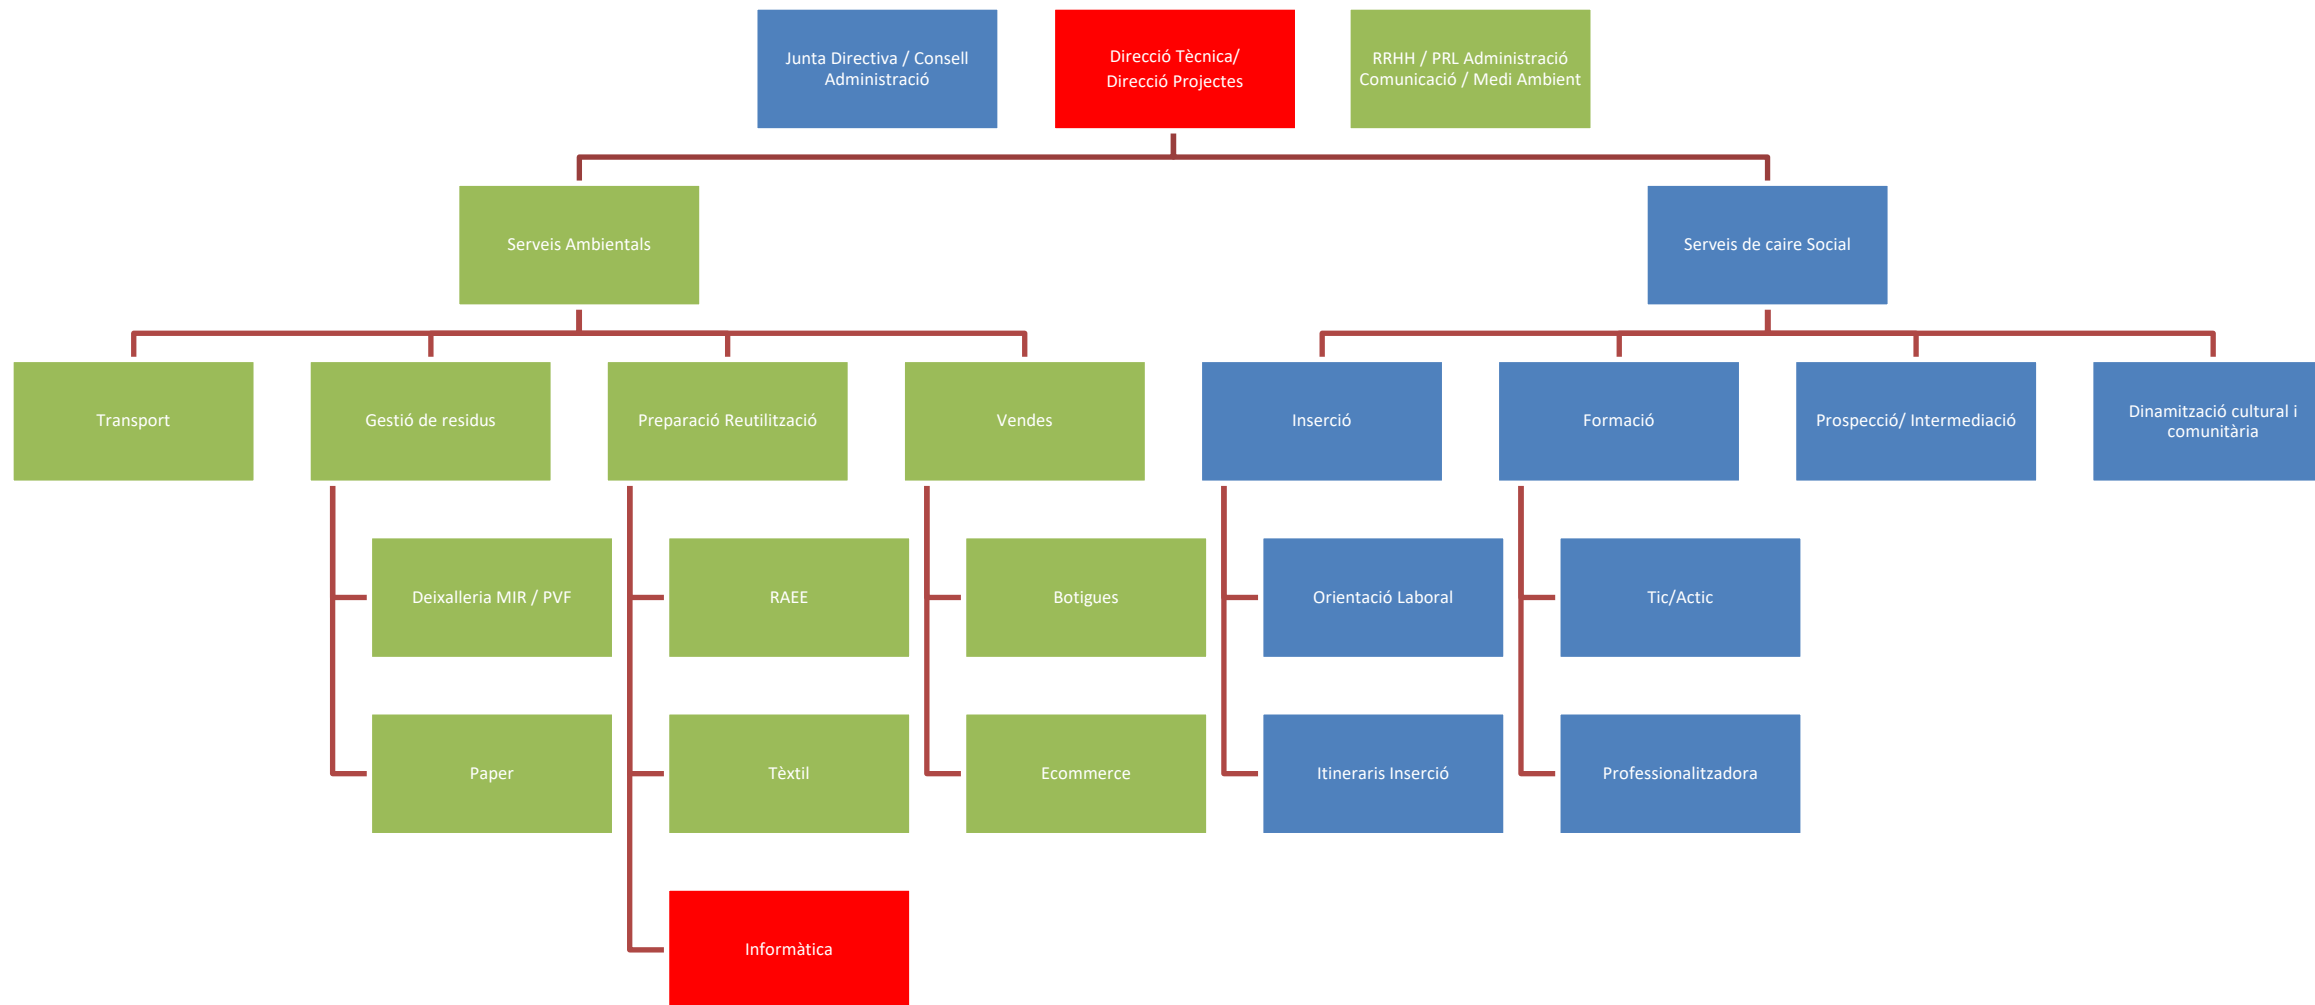 Junta Directiva / Consell
Administració
Direcció Tècnica/
Direcció Projectes
RRHH / PRL Administració
Comunicació / Medi Ambient
Serveis Ambientals
Serveis de caire Social
Transport
Gestió de residus
Preparació Reutilització
Vendes
Inserció
Formació
Prospecció/ Intermediació
Dinamització cultural i
comunitària
Deixalleria MIR / PVF
RAEE
Botigues
Orientació Laboral
Tic/Actic
Paper
Tèxtil
Ecommerce
Itineraris Inserció
Professionalitzadora
Informàtica